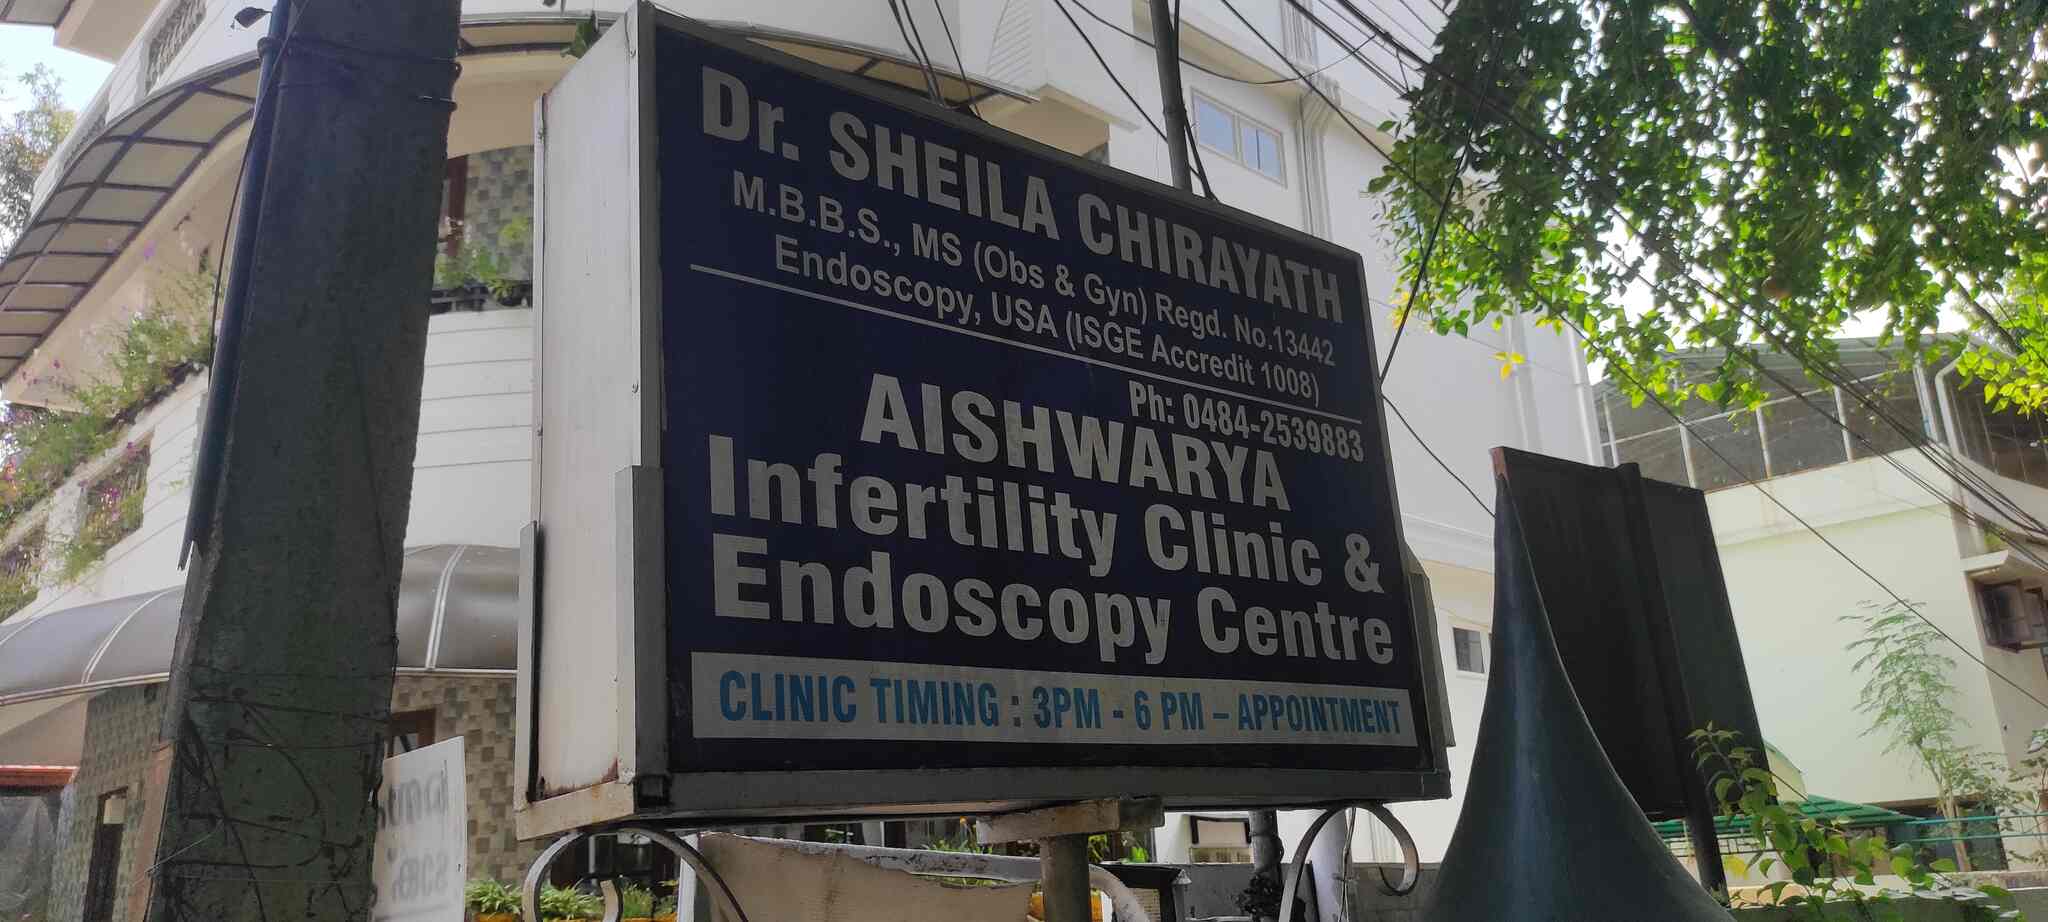 Dr. SHEILA CHIRAYATH
M.B.B.S., MS (Obs & Gyn) Regd. No.13442
Endoscopy, USA (ISGE Accredit 1008)
Ph: 0484-2539883
AISHWARYA
Infertility Clinic &
Endoscopy Centre
CLINIC TIMING : 3PM - 6 PM – APPOINTMENT